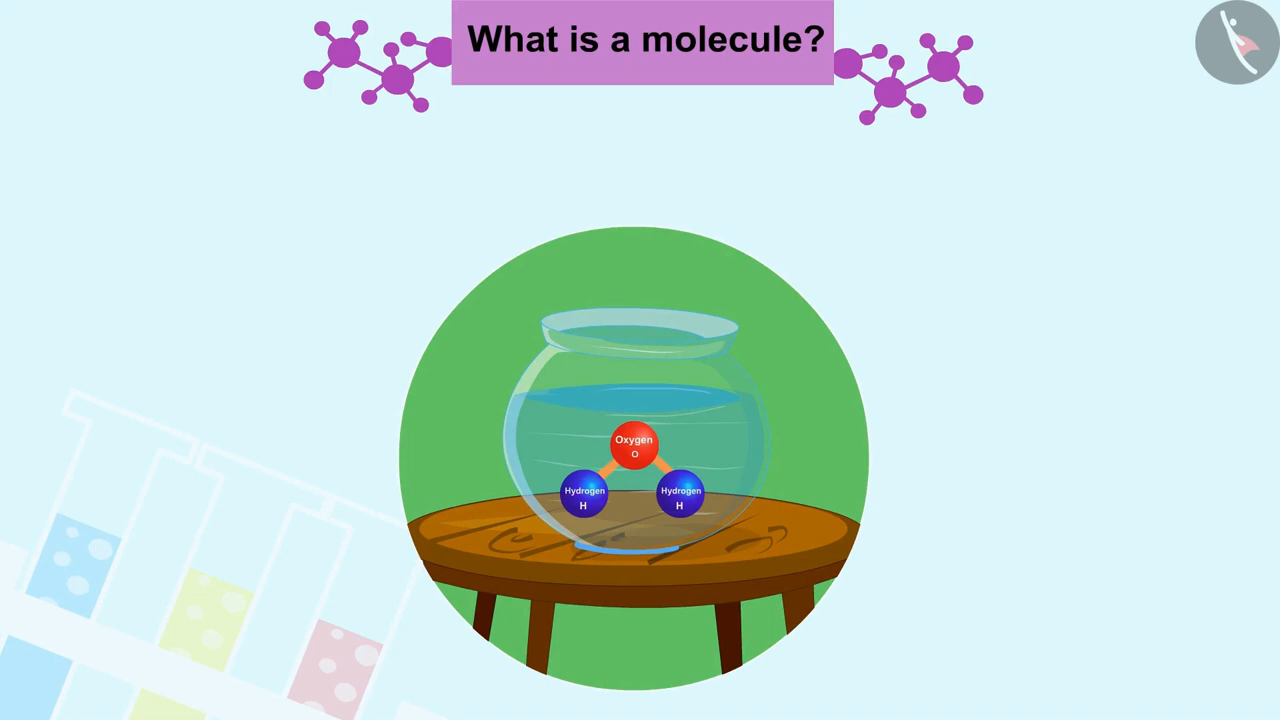 What is a molecule?
Oxygen
O
Hydrogen
H
Hydrogen
H